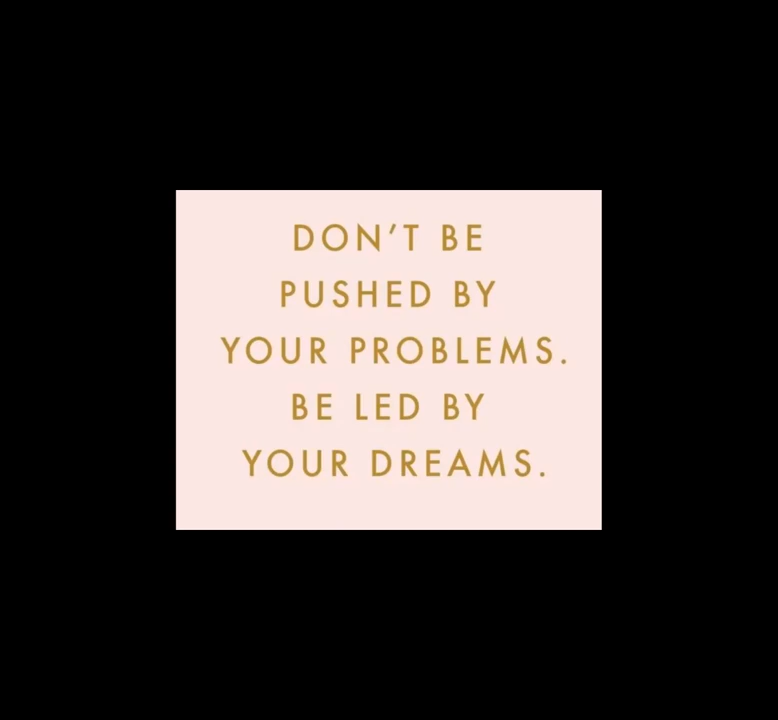 DON’T BE
PUSHED BY
YOUR PROBLEMS.
BE LED BY
YOUR DREAMS.